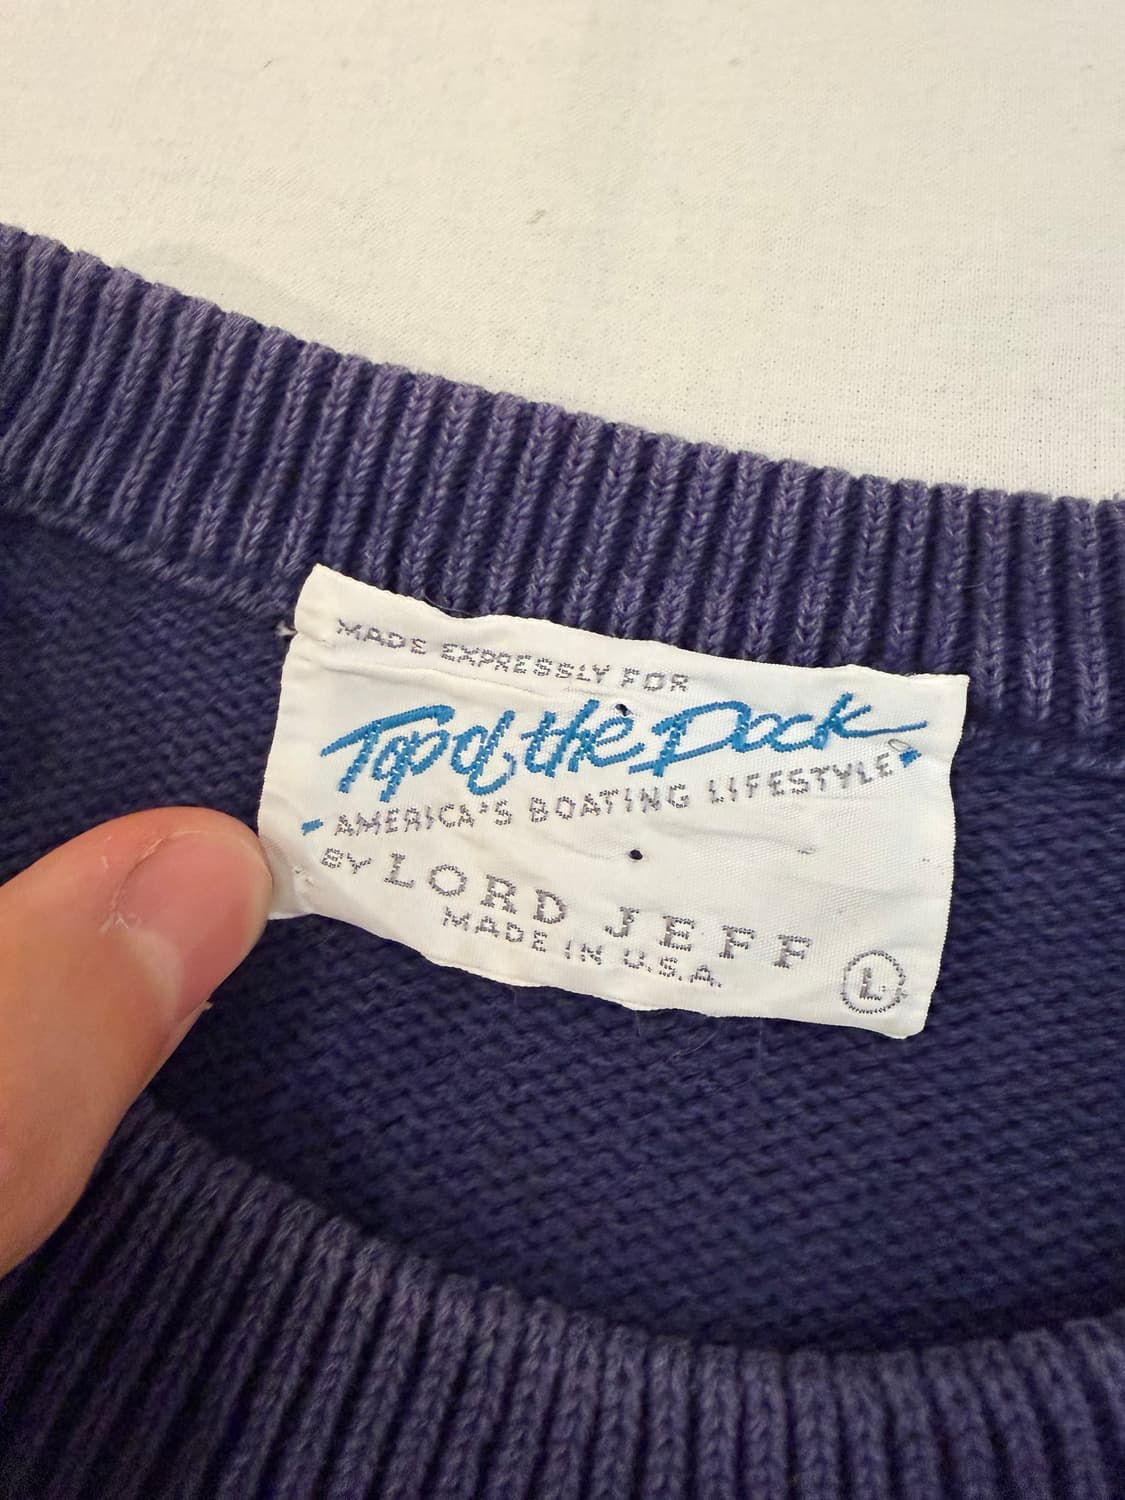 MADE EXPRESSLY FOR
Top of the Dock
AMERICA'S BOATING LIFESTYLE
BY LORD JEFF
MADE IN U.S.A.
L